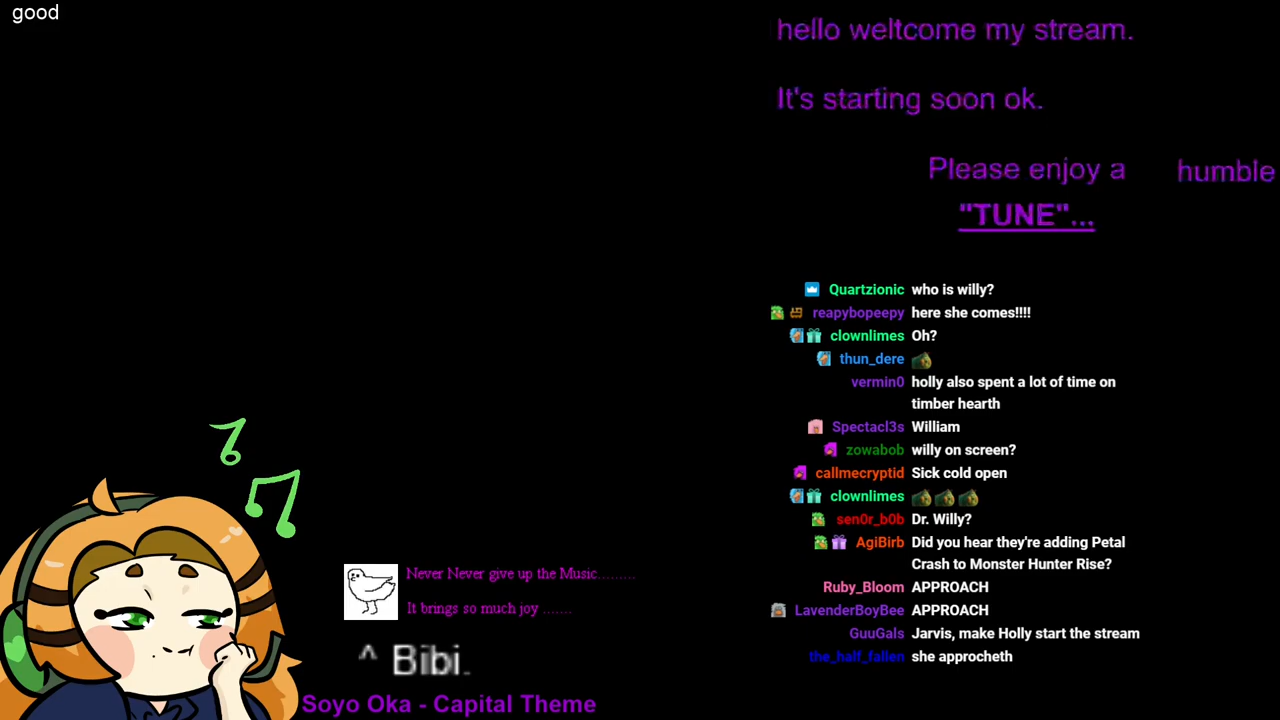 good
hello weltcome my stream.
It's starting soon ok.
Please enjoy a humble
"TUNE"...
Quartzionic who is willy?
reapybopeepy here she comes!!!!
clownlimes Oh?
thun_dere
vermin0 holly also spent a lot of time on
timber hearth
Spectacl3s William
zowabob willy on screen?
callmecryptid Sick cold open
clownlimes
sen0r_b0b Dr. Willy?
AgiBirb Did you hear they're adding Petal
Crash to Monster Hunter Rise?
Ruby_Bloom APPROACH
LavenderBoyBee APPROACH
GuuGals Jarvis, make Holly start the stream
the_half_fallen she approcheth
Never Never give up the Music.........
It brings so much joy .......
^ Bibi.
Soyo Oka - Capital Theme